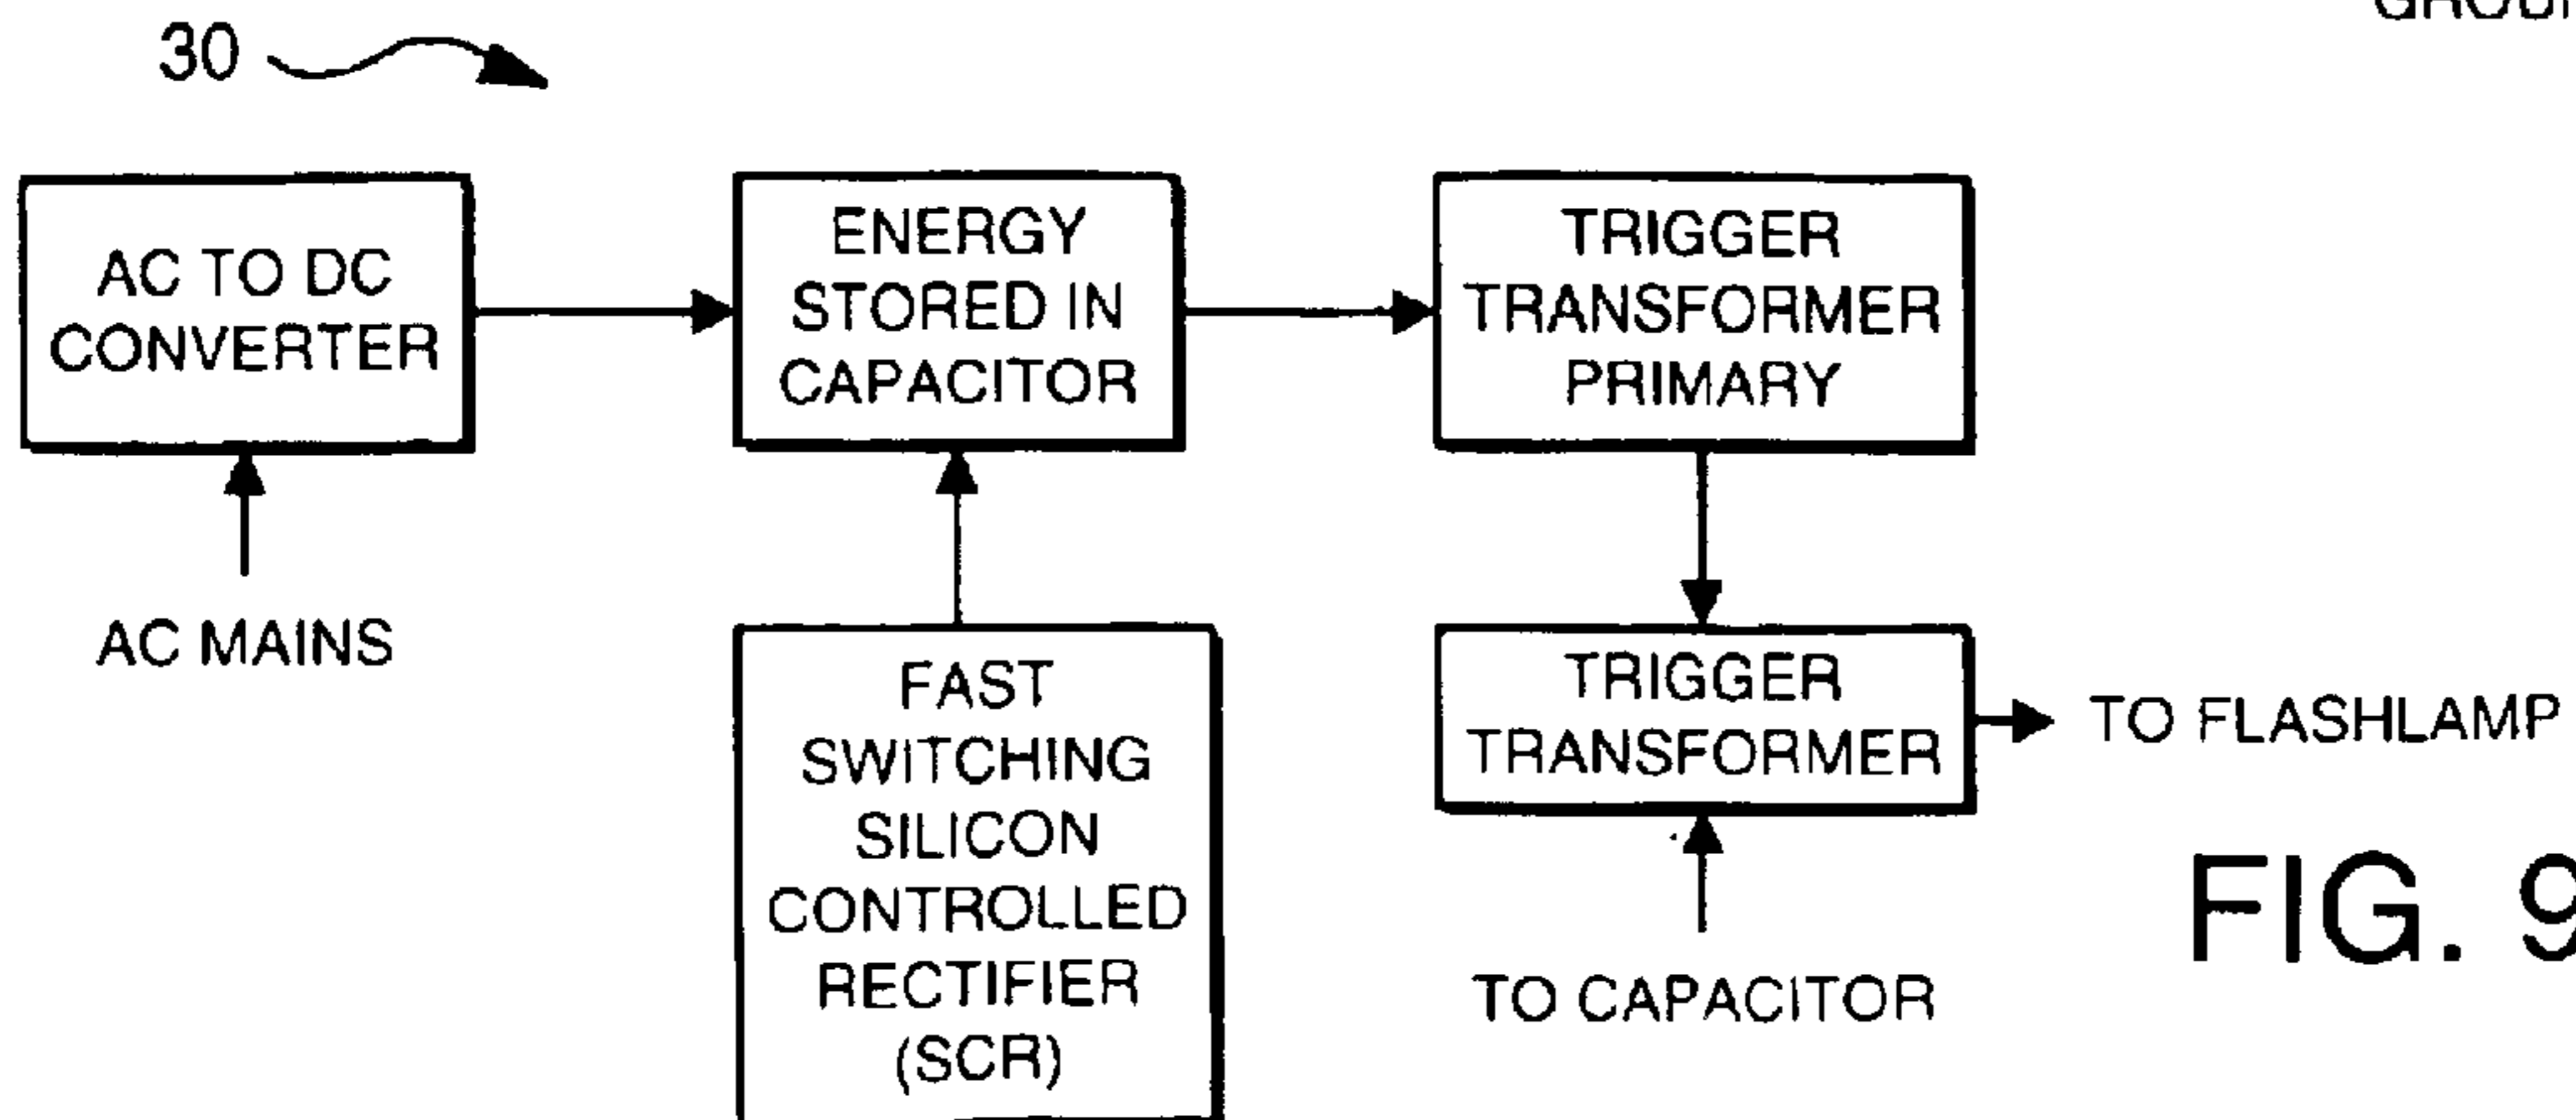 30
AC TO DC
CONVERTER
ENERGY
STORED IN
CAPACITOR
TRIGGER
TRANSFORMER
PRIMARY
AC MAINS
FAST
SWITCHING
SILICON
CONTROLLED
RECTIFIER
(SCR)
TRIGGER
TRANSFORMER
TO FLASHLAMP
TO CAPACITOR
FIG. 9